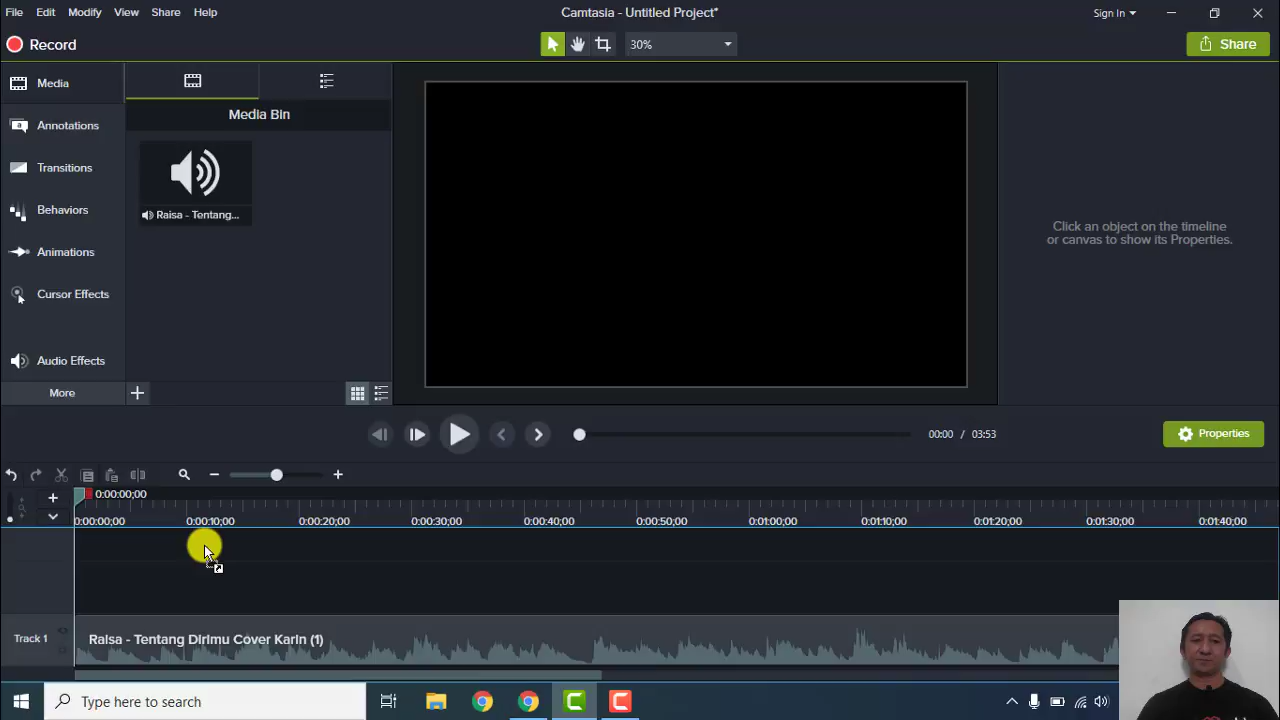 File Edit Modify View Share Help
Camtasia - Untitled Project*
Sign In
Record
30%
Share
Media
Annotations
Transitions
Behaviors
Animations
Cursor Effects
Audio Effects
More
Media Bin
Raisa - Tentang...
Click an object on the timeline
or canvas to show its Properties.
00:00 / 03:53
Properties
0:00:00;00
0:00:00;00 0:00:10;00 0:00:20;00 0:00:30;00 0:00:40;00 0:00:50;00 0:01:00;00 0:01:10;00 0:01:20;00 0:01:30;00 0:01:40;00
Track 1
Raisa - Tentang Dirimu Cover Karin (1)
Type here to search